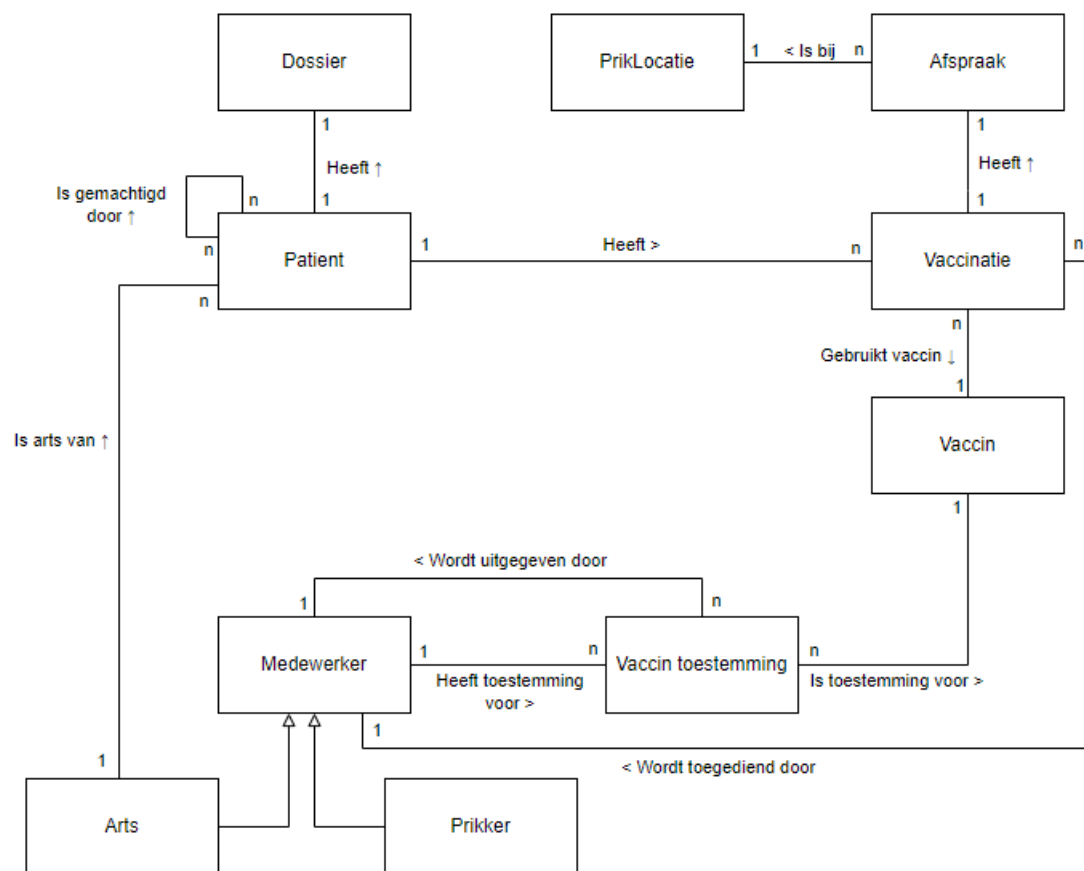 Dossier
PrikLocatie
1
< Is bij
n
Afspraak
1
1
Heeft ↑
Heeft ↑
Is gemachtigd
door ↑
n
1
1
n
Patient
1
Heeft >
n
Vaccinatie
n
n
n
Gebruikt vaccin ↓
1
Is arts van ↑
Vaccin
1
< Wordt uitgegeven door
1
n
Medewerker
1
n
Vaccin toestemming
n
Heeft toestemming
voor >
Is toestemming voor >
1
1
< Wordt toegediend door
Arts
Prikker